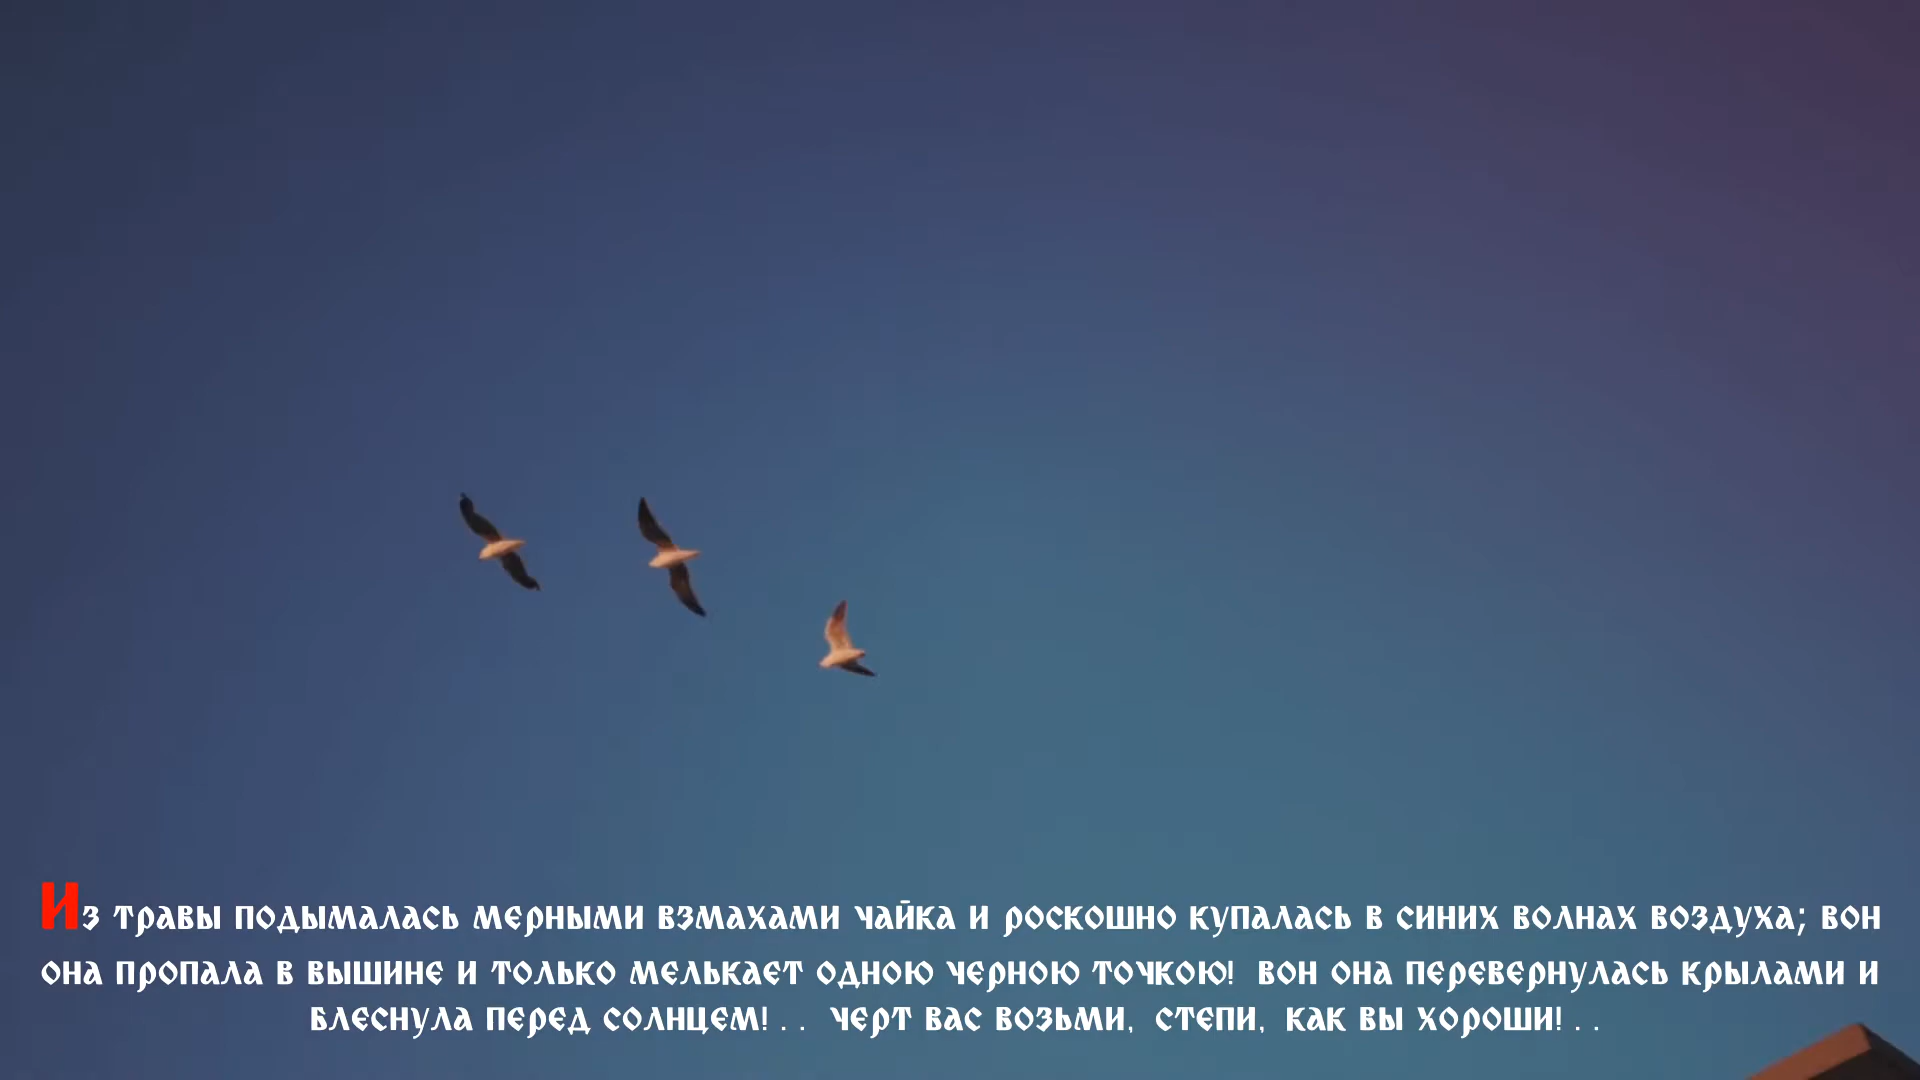 Из травы подымалась мерными взмахами чайка и роскошно купалась в синих волнах воздуха; вон
она пропала в вышине и только мелькает одною черною точкою! вон она перевернулась крылами и
блеснула перед солнцем!.. черт вас возьми, степи, как вы хороши!..